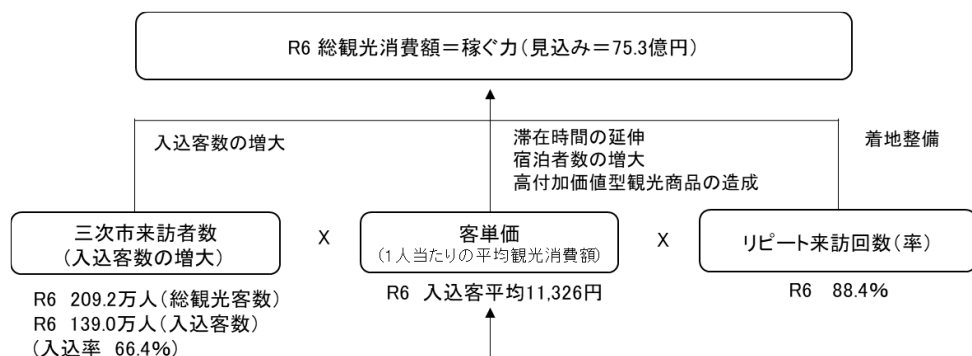 R6 総観光消費額＝稼ぐ力（見込み＝75.3億円）
入込客数の増大
滞在時間の延伸
宿泊者数の増大
高付加価値型観光商品の造成
着地整備
三次市来訪者数
（入込客数の増大）
X
客単価
（1人当たりの平均観光消費額）
X
リピート来訪回数（率）
R6 209.2万人（総観光客数）
R6 139.0万人（入込客数）
（入込率 66.4%）
R6 入込客平均11,326円
R6 88.4%